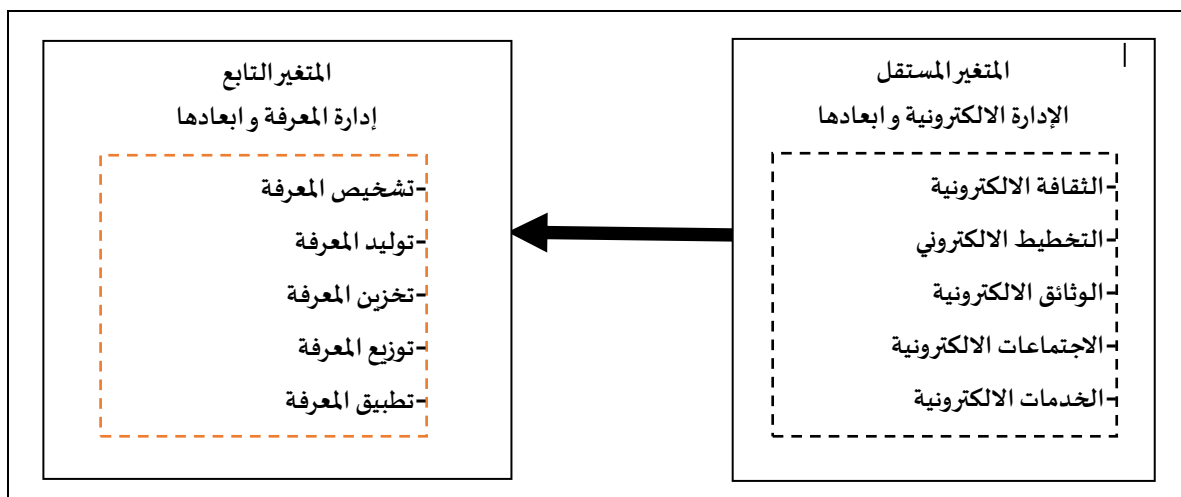 المتغير المستقل
الإدارة الالكترونية و ابعادها
-الثقافة الالكترونية
-التخطيط الالكتروني
-الوثائق الالكترونية
-الاجتماعات الالكترونية
-الخدمات الالكترونية
المتغير التابع
إدارة المعرفة و ابعادها
-تشخيص المعرفة
-توليد المعرفة
-تخزين المعرفة
-توزيع المعرفة
-تطبيق المعرفة